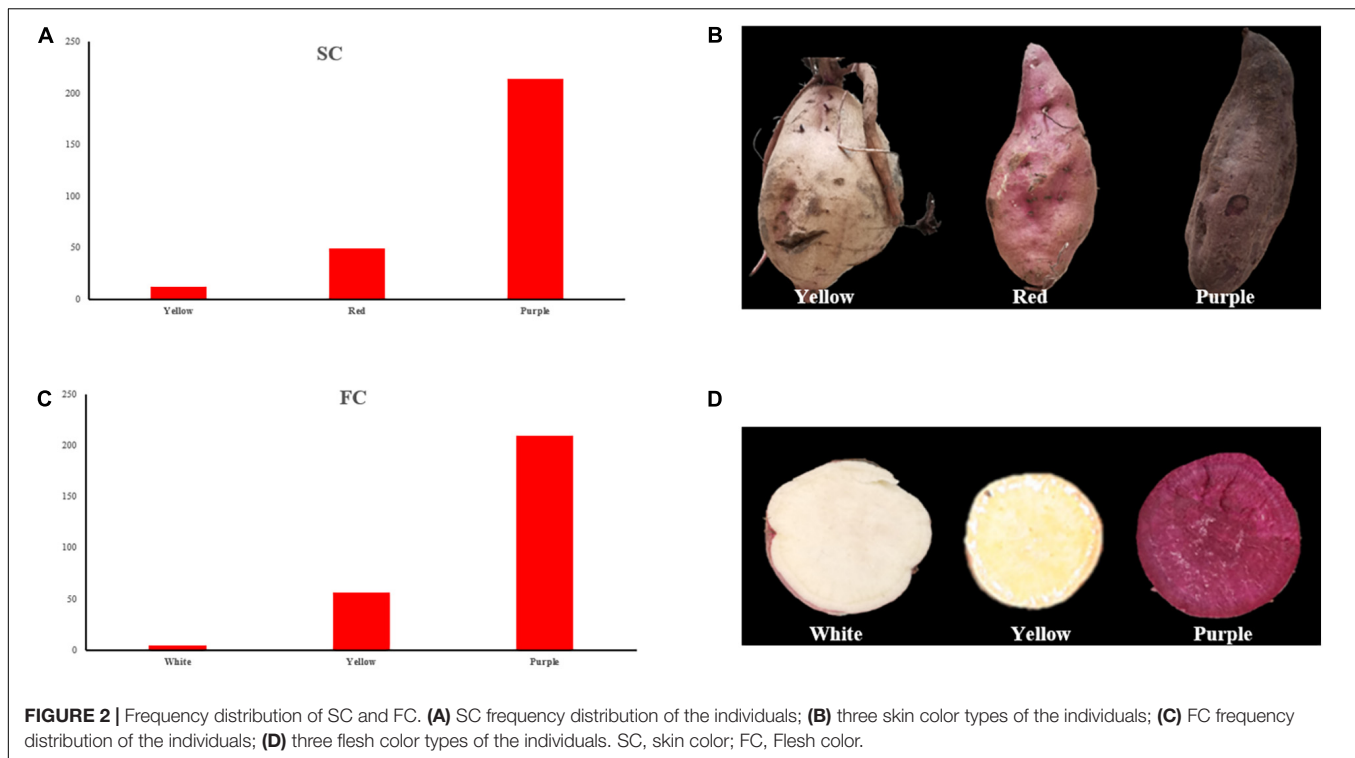 A
SC
250
200
150
100
50
0
Yellow
Red
Purple
B
Yellow
Red
Purple
C
FC
250
200
150
100
50
0
White
Yellow
Purple
D
White
Yellow
Purple
FIGURE 2 | Frequency distribution of SC and FC. (A) SC frequency distribution of the individuals; (B) three skin color types of the individuals; (C) FC frequency
distribution of the individuals; (D) three flesh color types of the individuals. SC, skin color; FC, Flesh color.